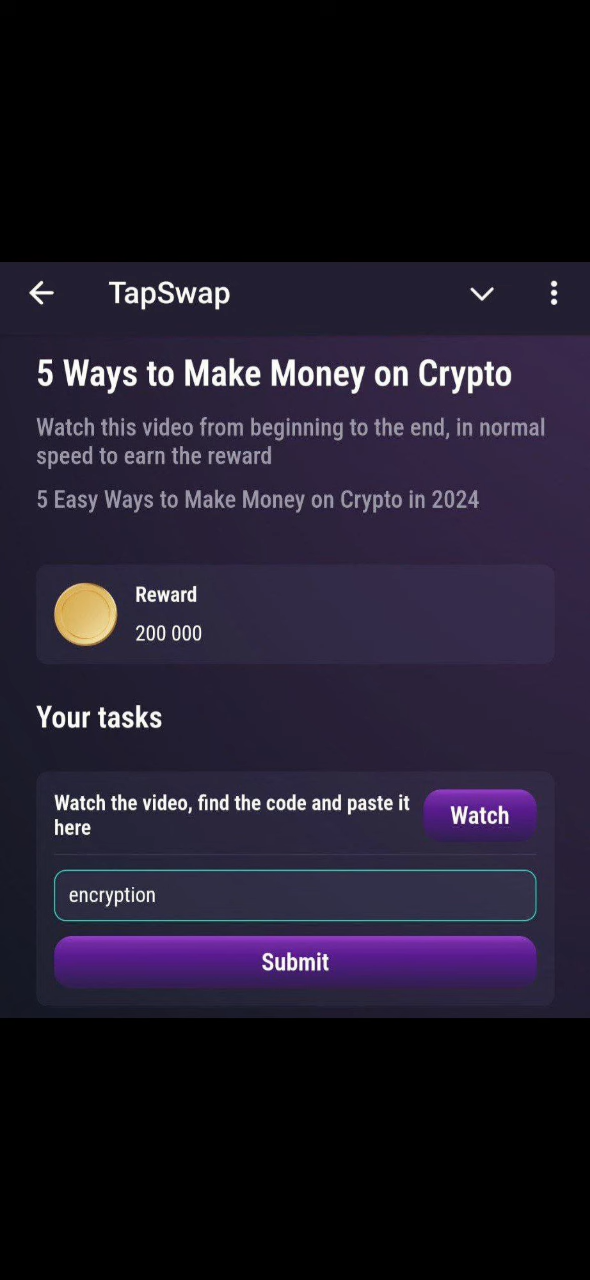 TapSwap
5 Ways to Make Money on Crypto
Watch this video from beginning to the end, in normal
speed to earn the reward
5 Easy Ways to Make Money on Crypto in 2024
Reward
200 000
Your tasks
Watch the video, find the code and paste it
here
Watch
encryption
Submit